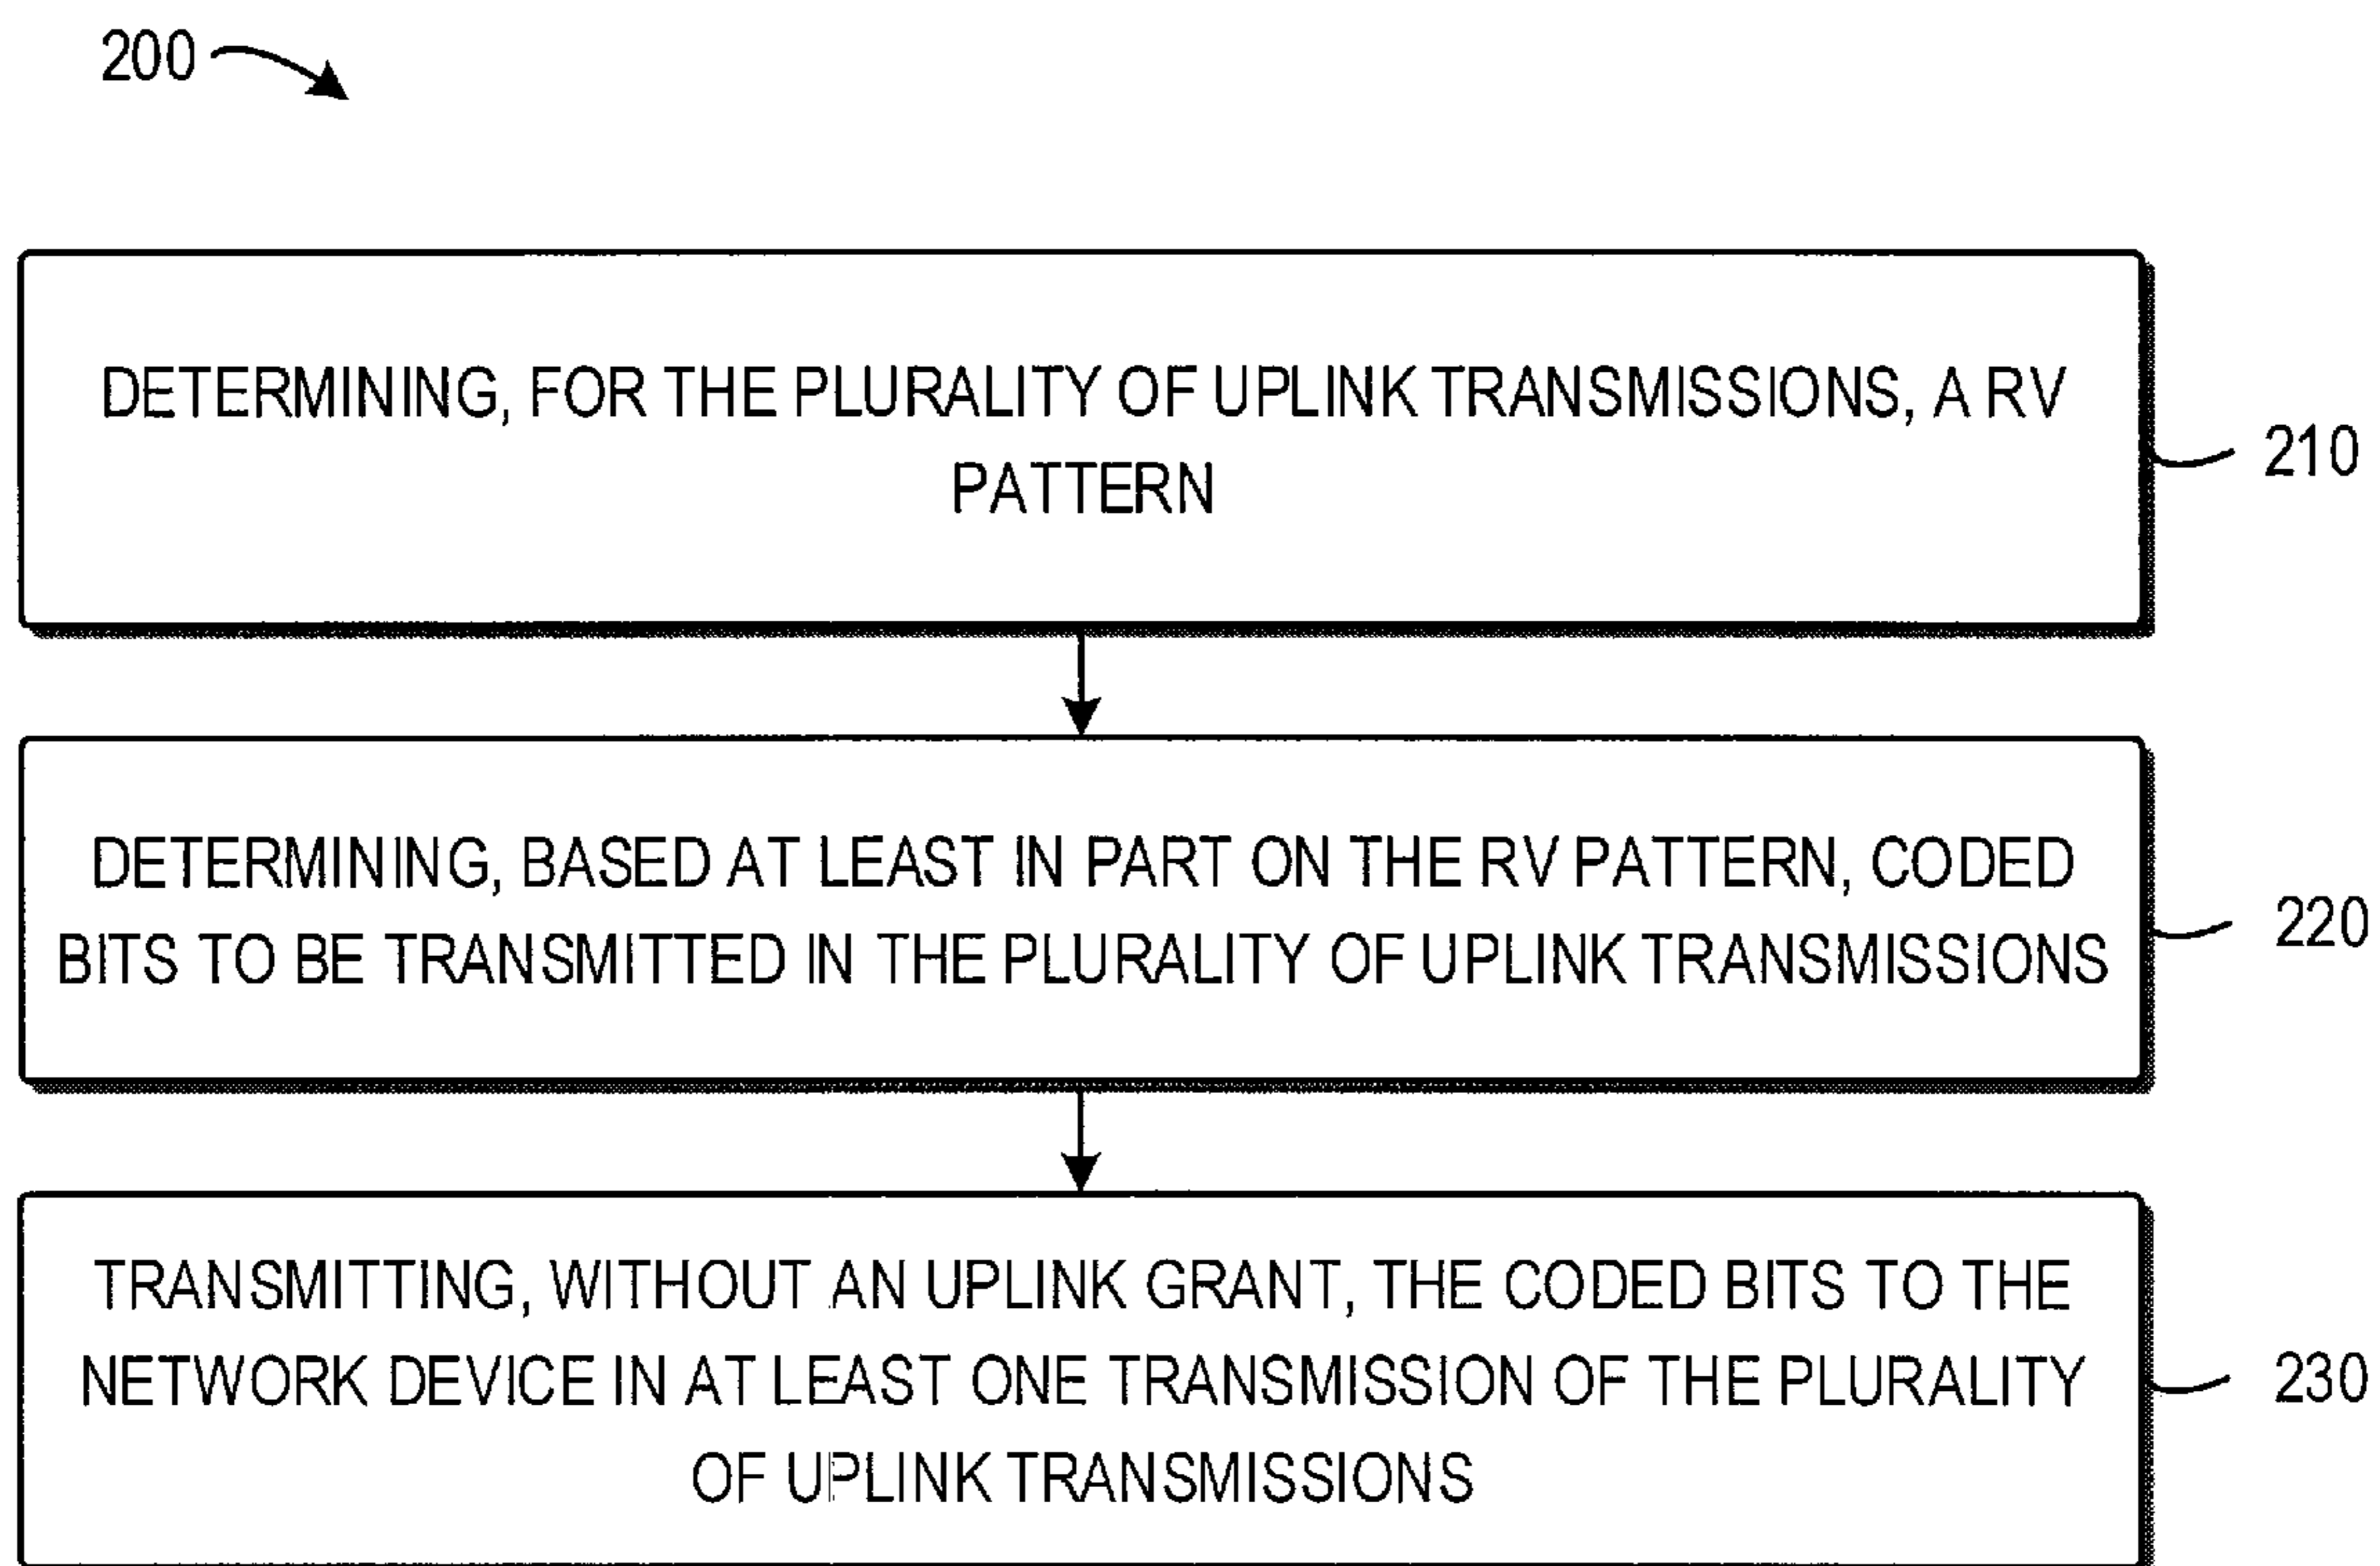 200
DETERMINING, FOR THE PLURALITY OF UPLINK TRANSMISSIONS, A RV
PATTERN
210
DETERMINING, BASED AT LEAST IN PART ON THE RV PATTERN, CODED
BITS TO BE TRANSMITTED IN THE PLURALITY OF UPLINK TRANSMISSIONS
220
TRANSMITTING, WITHOUT AN UPLINK GRANT, THE CODED BITS TO THE
NETWORK DEVICE IN AT LEAST ONE TRANSMISSION OF THE PLURALITY
OF UPLINK TRANSMISSIONS
230